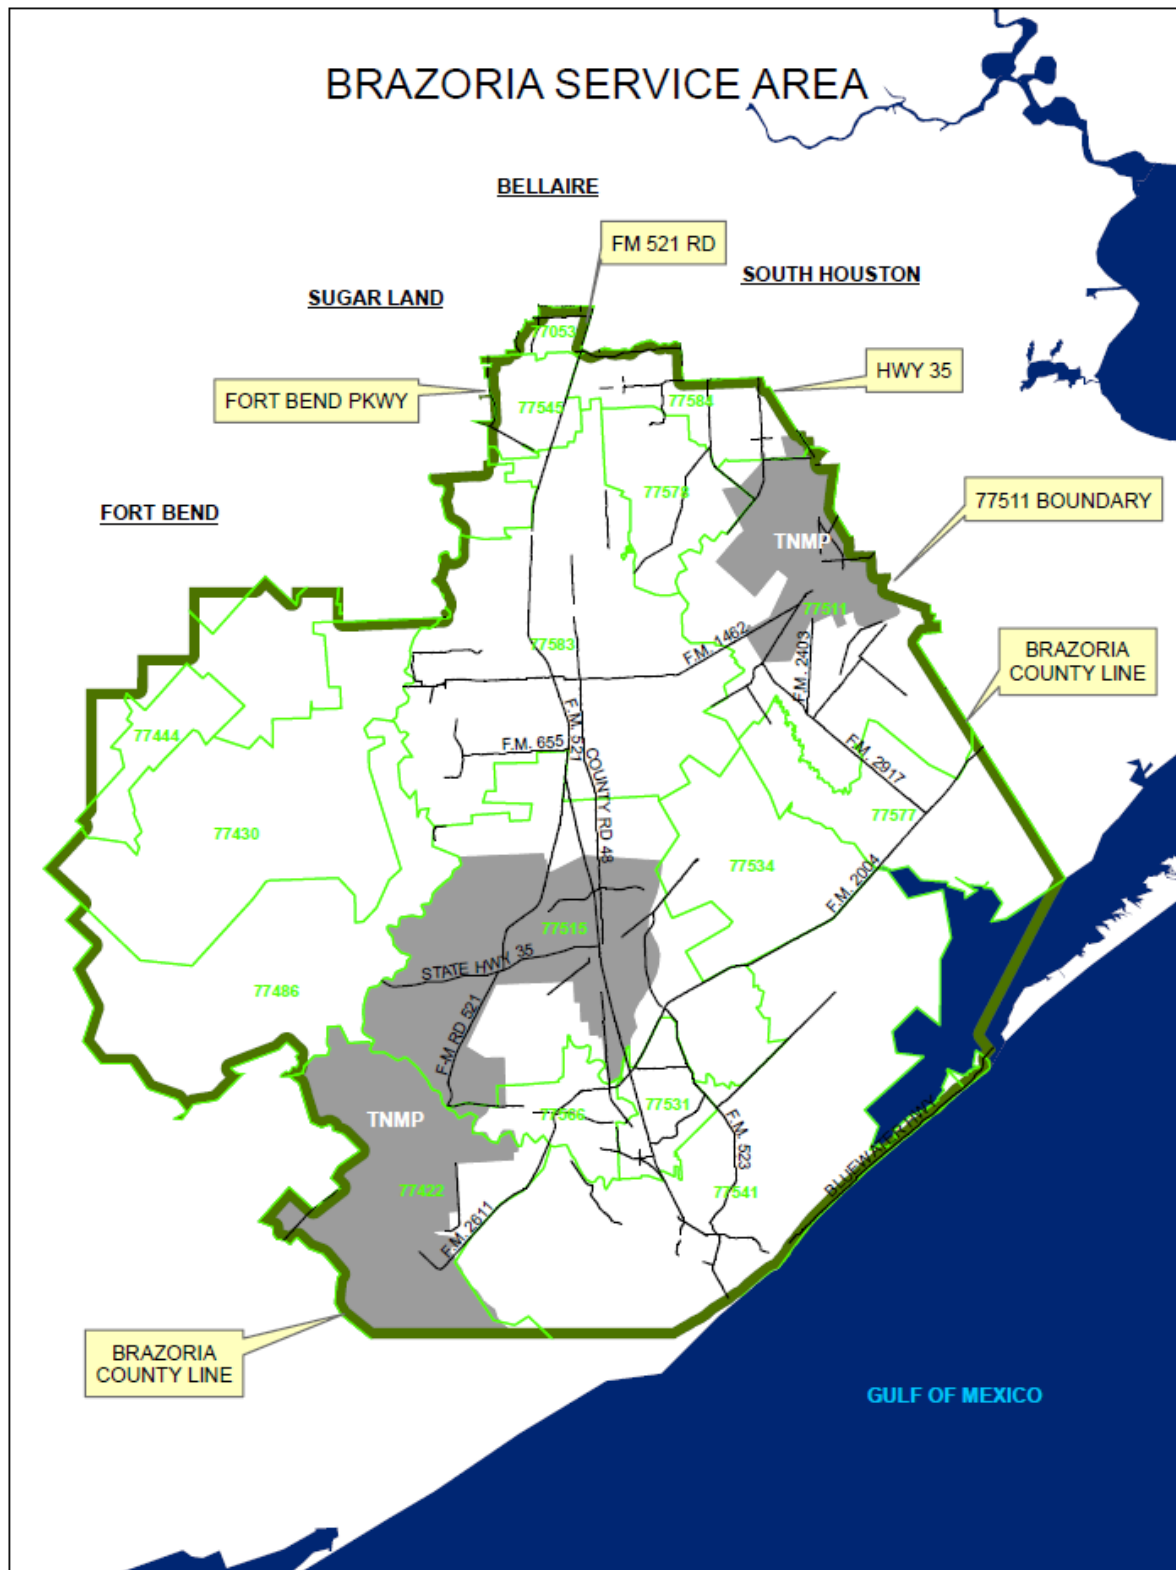 BRAZORIA SERVICE AREA
BELLAIRE
FM 521 RD
SOUTH HOUSTON
SUGAR LAND
77053
HWY 35
FORT BEND PKWY
77545
77584
77578
77511 BOUNDARY
FORT BEND
TNMP
77511
77583
F.M. 1462
F.M. 2403
BRAZORIA
COUNTY LINE
77444
F.M. 655
F.M. 521
COUNTY RD 48
F.M. 2917
77430
77577
77534
F.M. 2004
77515
STATE HWY 35
77486
F-M RD 521
TNMP
77566
77531
F.M. 523
BLUEWATER HWY
77422
77541
F.M. 2611
BRAZORIA
COUNTY LINE
GULF OF MEXICO